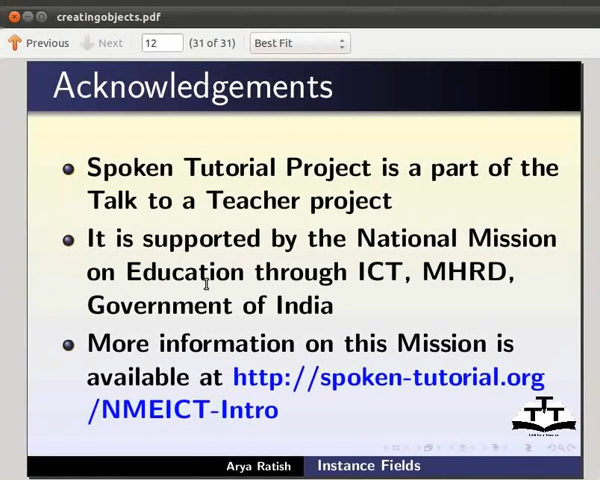 creatingobjects.pdf
Previous Next 12 (31 of 31) Best Fit
Acknowledgements
Spoken Tutorial Project is a part of the
Talk to a Teacher project
It is supported by the National Mission
on Education through ICT, MHRD,
Government of India
More information on this Mission is
available at http://spoken-tutorial.org
/NMEICT-Intro
Arya Ratish Instance Fields